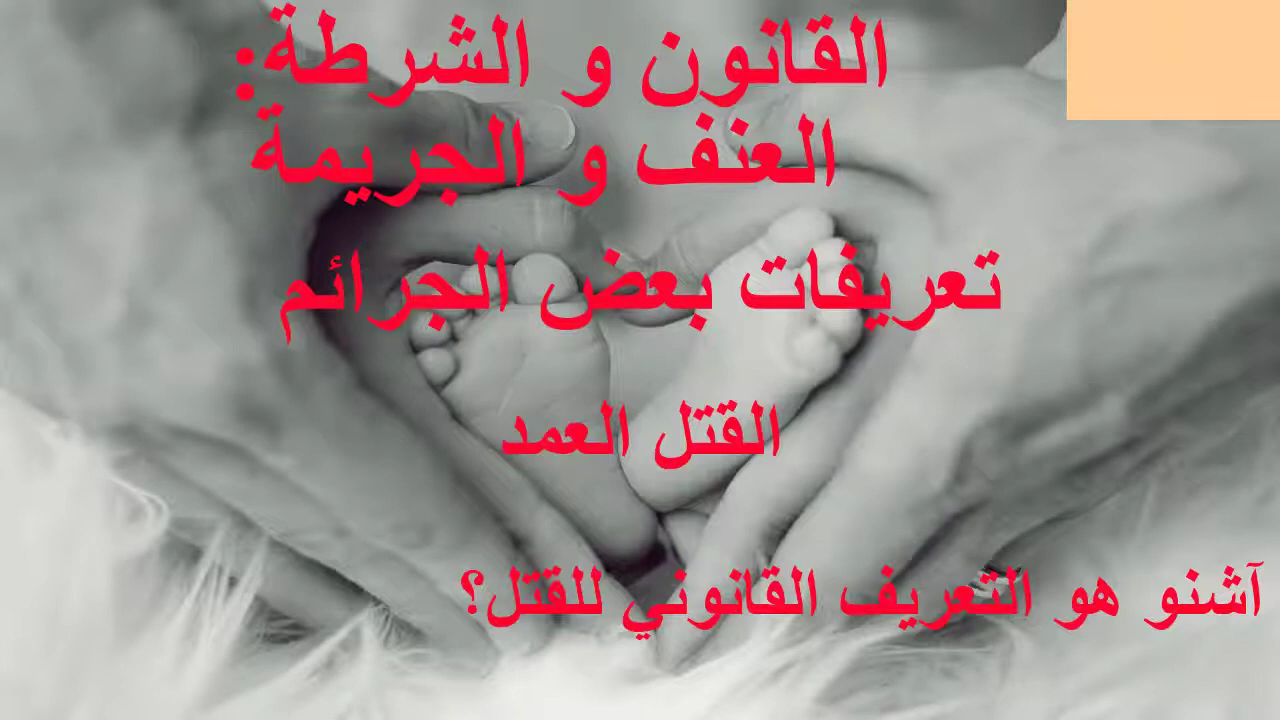 القانون و الشرطة:
العنف و الجريمة
تعريفات بعض الجرائم
القتل العمد
آشنو هو التعريف القانوني للقتل؟